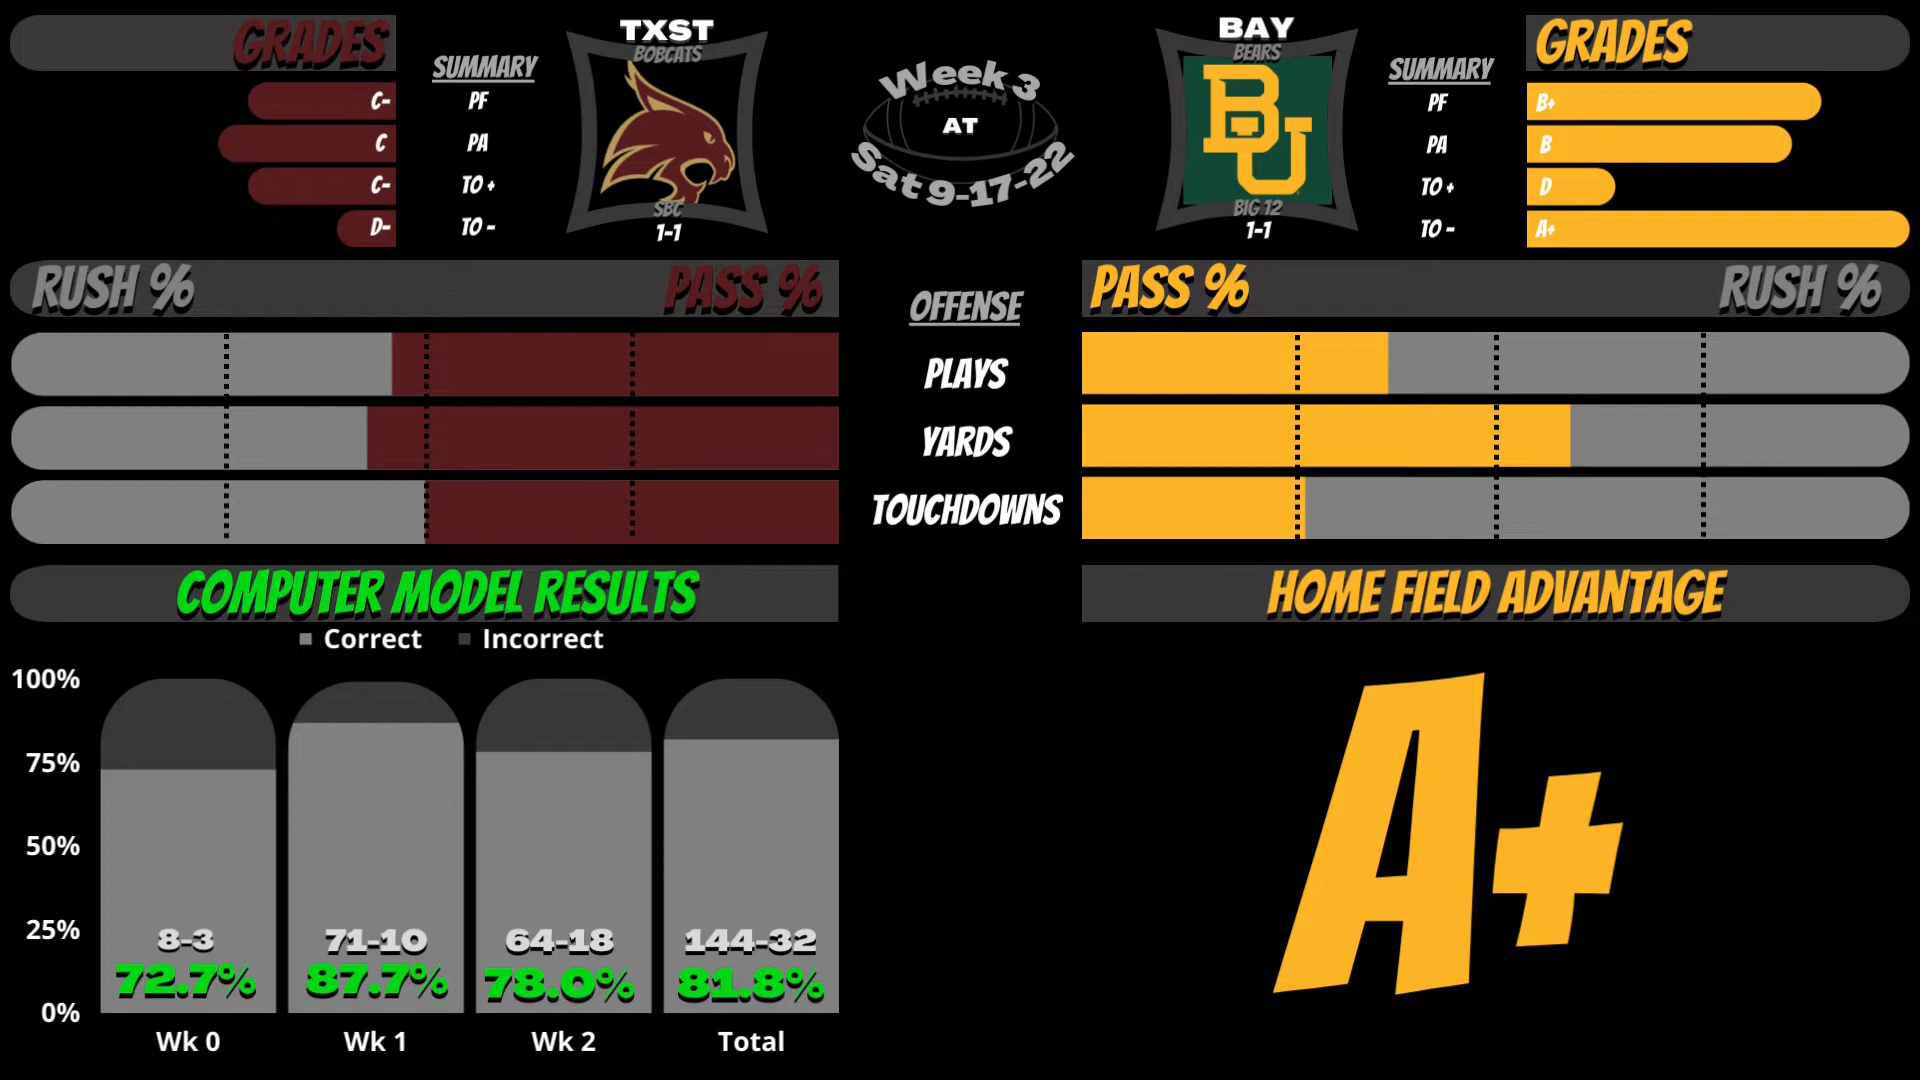 GRADES
C-
C
C-
D-
SUMMARY
PF
PA
TO +
TO -
TXST
BOBCATS
SBC
1-1
Week 3
AT
Sat 9-17-22
BAY
BEARS
BU
BIG 12
1-1
SUMMARY
PF
PA
TO +
TO -
GRADES
B+
B
D
A+
RUSH % PASS %
OFFENSE
PLAYS
YARDS
TOUCHDOWNS
PASS % RUSH %
COMPUTER MODEL RESULTS
Correct Incorrect
100%
75%
50%
25%
0%
8-3 71-10 64-18 144-32
72.7% 87.7% 78.0% 81.8%
Wk 0 Wk 1 Wk 2 Total
HOME FIELD ADVANTAGE
A+